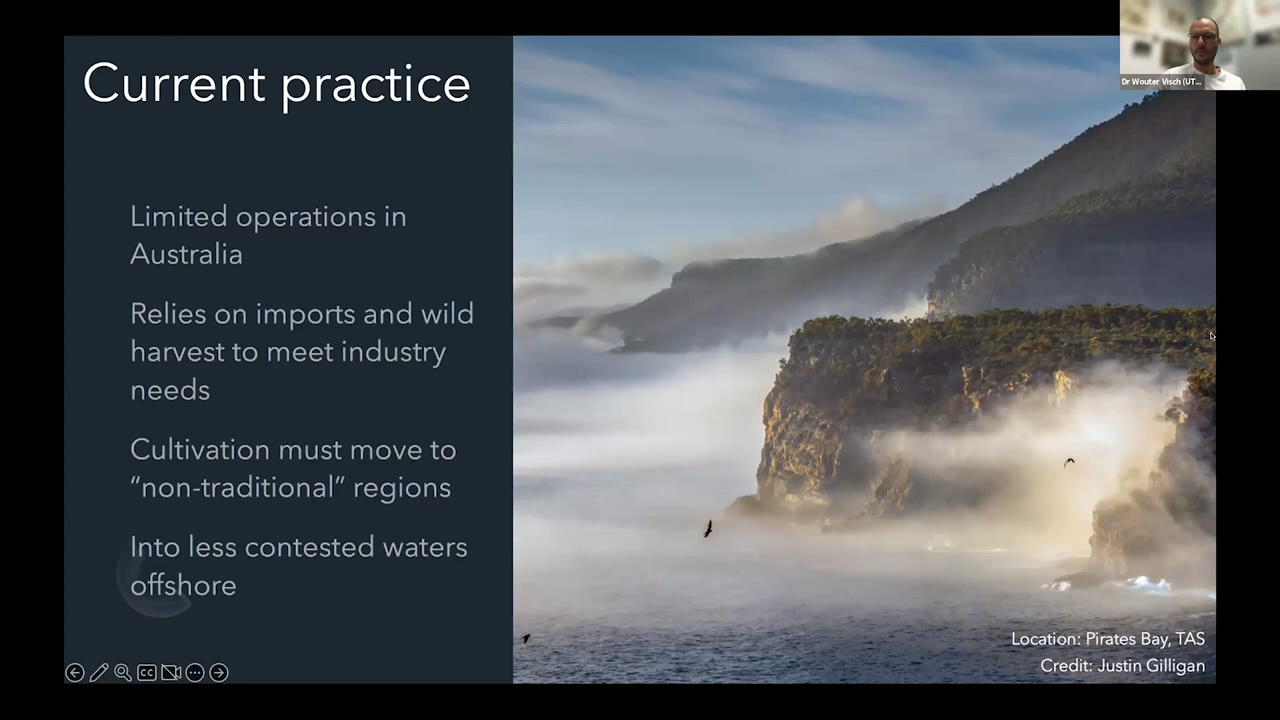 Dr Wouter Visch (UT...
Current practice
Limited operations in
Australia
Relies on imports and wild
harvest to meet industry
needs
Cultivation must move to
“non-traditional” regions
Into less contested waters
offshore
Location: Pirates Bay, TAS
Credit: Justin Gilligan
CC